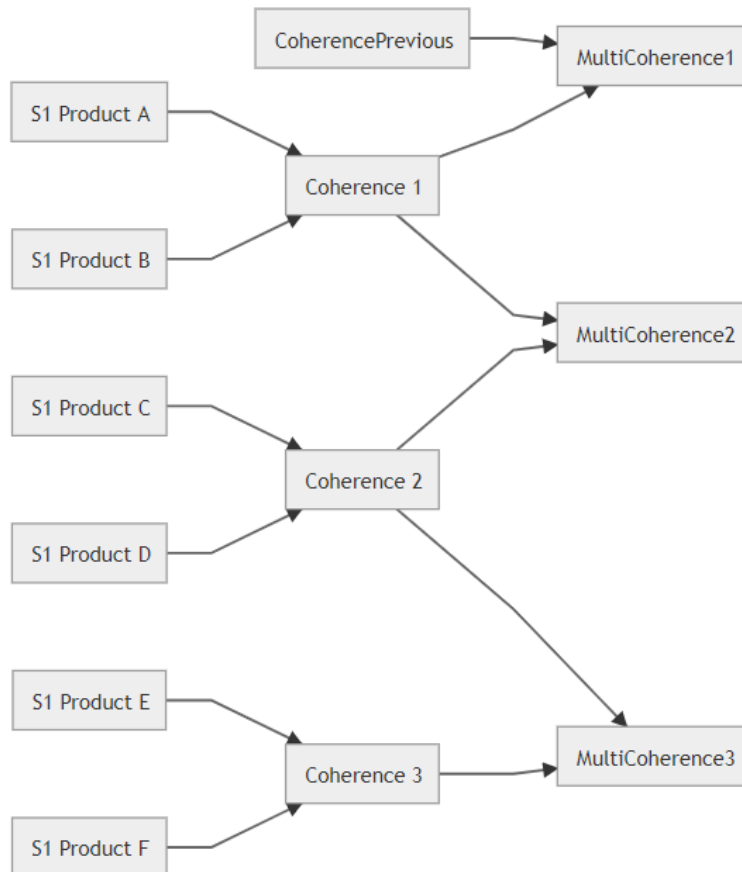 CoherencePrevious
MultiCoherence1
S1 Product A
Coherence 1
S1 Product B
MultiCoherence2
S1 Product C
Coherence 2
S1 Product D
S1 Product E
MultiCoherence3
Coherence 3
S1 Product F